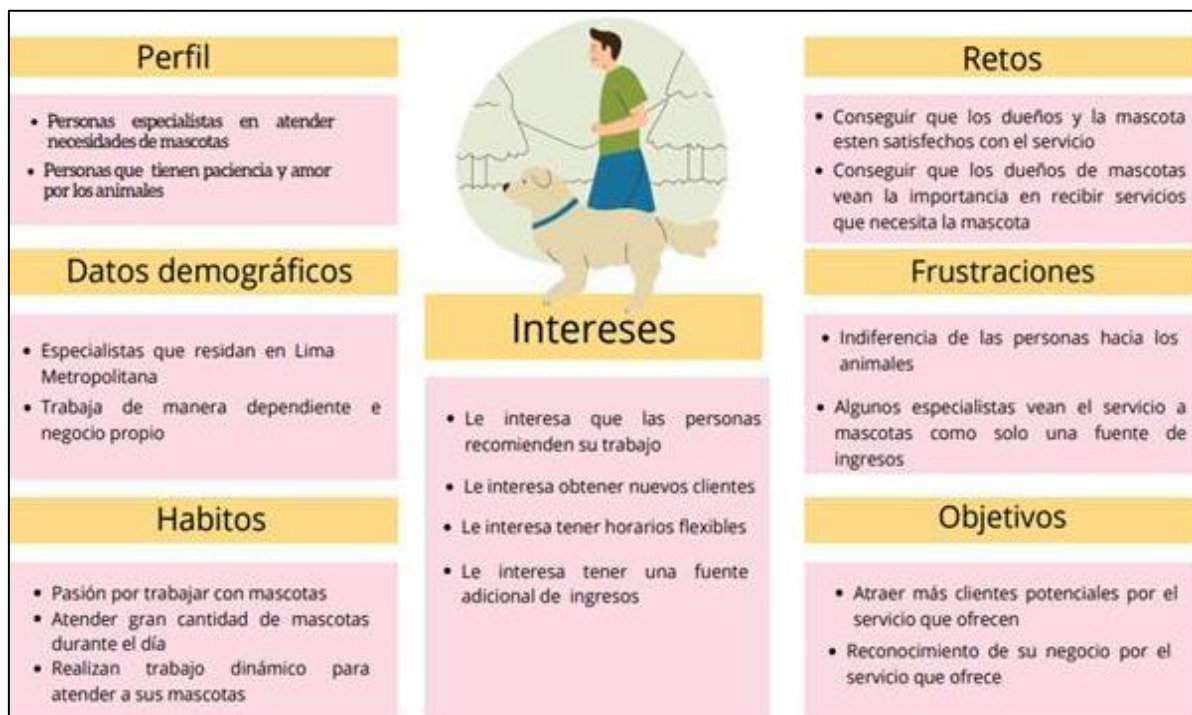 Perfil
• Personas especialistas en atender
necesidades de mascotas
• Personas que tienen paciencia y amor
por los animales
Datos demográficos
• Especialistas que residan en Lima
Metropolitana
• Trabaja de manera dependiente e
negocio propio
Habitos
• Pasión por trabajar con mascotas
• Atender gran cantidad de mascotas
durante el día
• Realizan trabajo dinámico para
atender a sus mascotas
Intereses
• Le interesa que las personas
recomienden su trabajo
• Le interesa obtener nuevos clientes
• Le interesa tener horarios flexibles
• Le interesa tener una fuente
adicional de ingresos
Retos
• Conseguir que los dueños y la mascota
esten satisfechos con el servicio
• Conseguir que los dueños de mascotas
vean la importancia en recibir servicios
que necesita la mascota
Frustraciones
• Indiferencia de las personas hacia los
animales
• Algunos especialistas vean el servicio a
mascotas como solo una fuente de
ingresos
Objetivos
• Atraer más clientes potenciales por el
servicio que ofrecen
• Reconocimiento de su negocio por el
servicio que ofrece